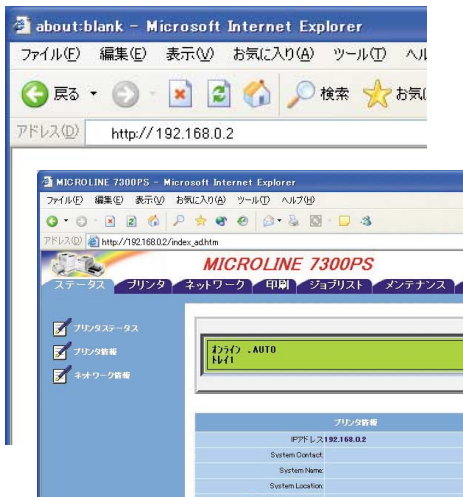 about:blank - Microsoft Internet Explorer
ファイル(F) 編集(E) 表示(V) お気に入り(A) ツール(T) ヘル
戻る 検索 お気に
アドレス(D) http://192.168.0.2
MICROLINE 7300PS - Microsoft Internet Explorer
ファイル(F) 編集(E) 表示(V) お気に入り(A) ツール(T) ヘルプ(H)
アドレス(D) http://192.168.0.2/index_ad.htm
MICROLINE 7300PS
ステータス プリンタ ネットワーク 印刷 ジョブリスト メンテナンス
プリンタステータス
プリンタ情報
ネットワーク情報
オンライン .AUTO
トレイ1
プリンタ情報
IPアドレス 192.168.0.2
System Contact
System Name
System Location